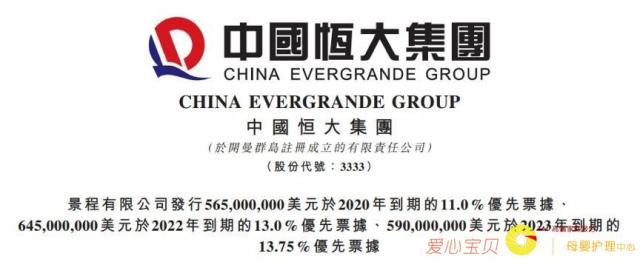 中國恆大集團
CHINA EVERGRANDE GROUP
CHINA EVERGRANDE GROUP
中國恒大集團
(於開曼群島註冊成立的有限責任公司)
(股份代號：3333)
景程有限公司發行565,000,000美元於2020年到期的11.0%優先票據、
645,000,000美元於2022年到期的13.0%優先票據、590,000,000美元於2023年到期的
13.75%優先票據
爱心宝贝
母婴护理中心